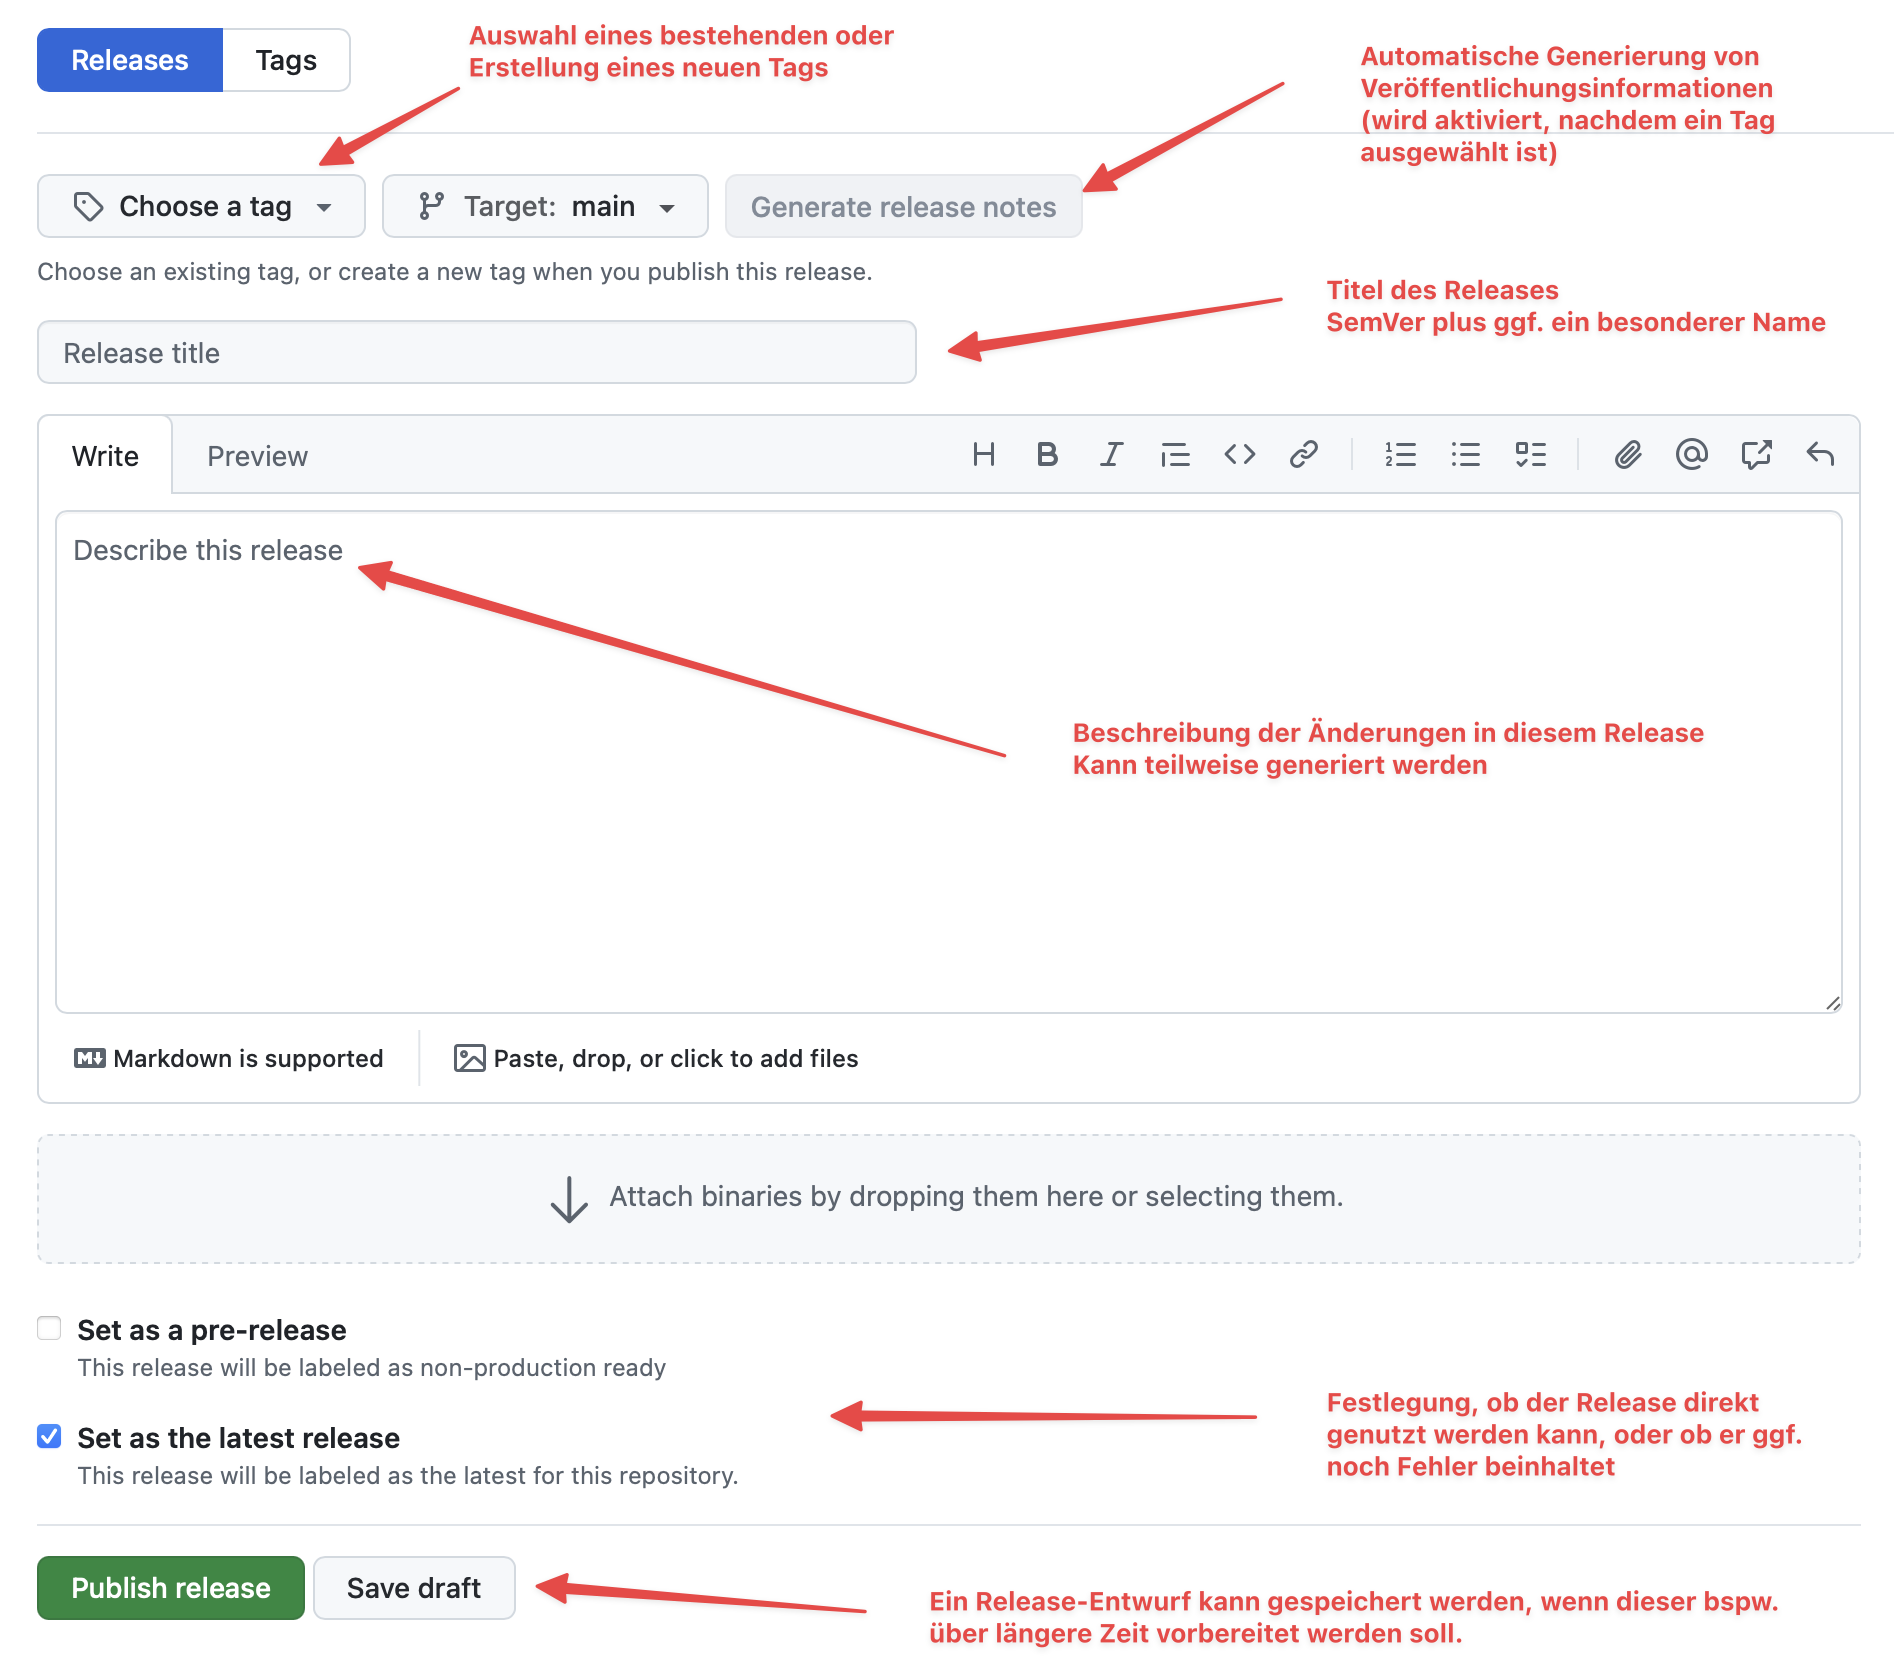 Releases
Tags
Auswahl eines bestehenden oder
Erstellung eines neuen Tags
Automatische Generierung von
Veröffentlichungsinformationen
(wird aktiviert, nachdem ein Tag
ausgewählt ist)
Choose a tag
Target: main
Generate release notes
Choose an existing tag, or create a new tag when you publish this release.
Titel des Releases
SemVer plus ggf. ein besonderer Name
Release title
Write
Preview
Describe this release
Beschreibung der Änderungen in diesem Release
Kann teilweise generiert werden
Markdown is supported
Paste, drop, or click to add files
Attach binaries by dropping them here or selecting them.
Set as a pre-release
This release will be labeled as non-production ready
Set as the latest release
This release will be labeled as the latest for this repository.
Festlegung, ob der Release direkt
genutzt werden kann, oder ob er ggf.
noch Fehler beinhaltet
Publish release
Save draft
Ein Release-Entwurf kann gespeichert werden, wenn dieser bspw.
über längere Zeit vorbereitet werden soll.